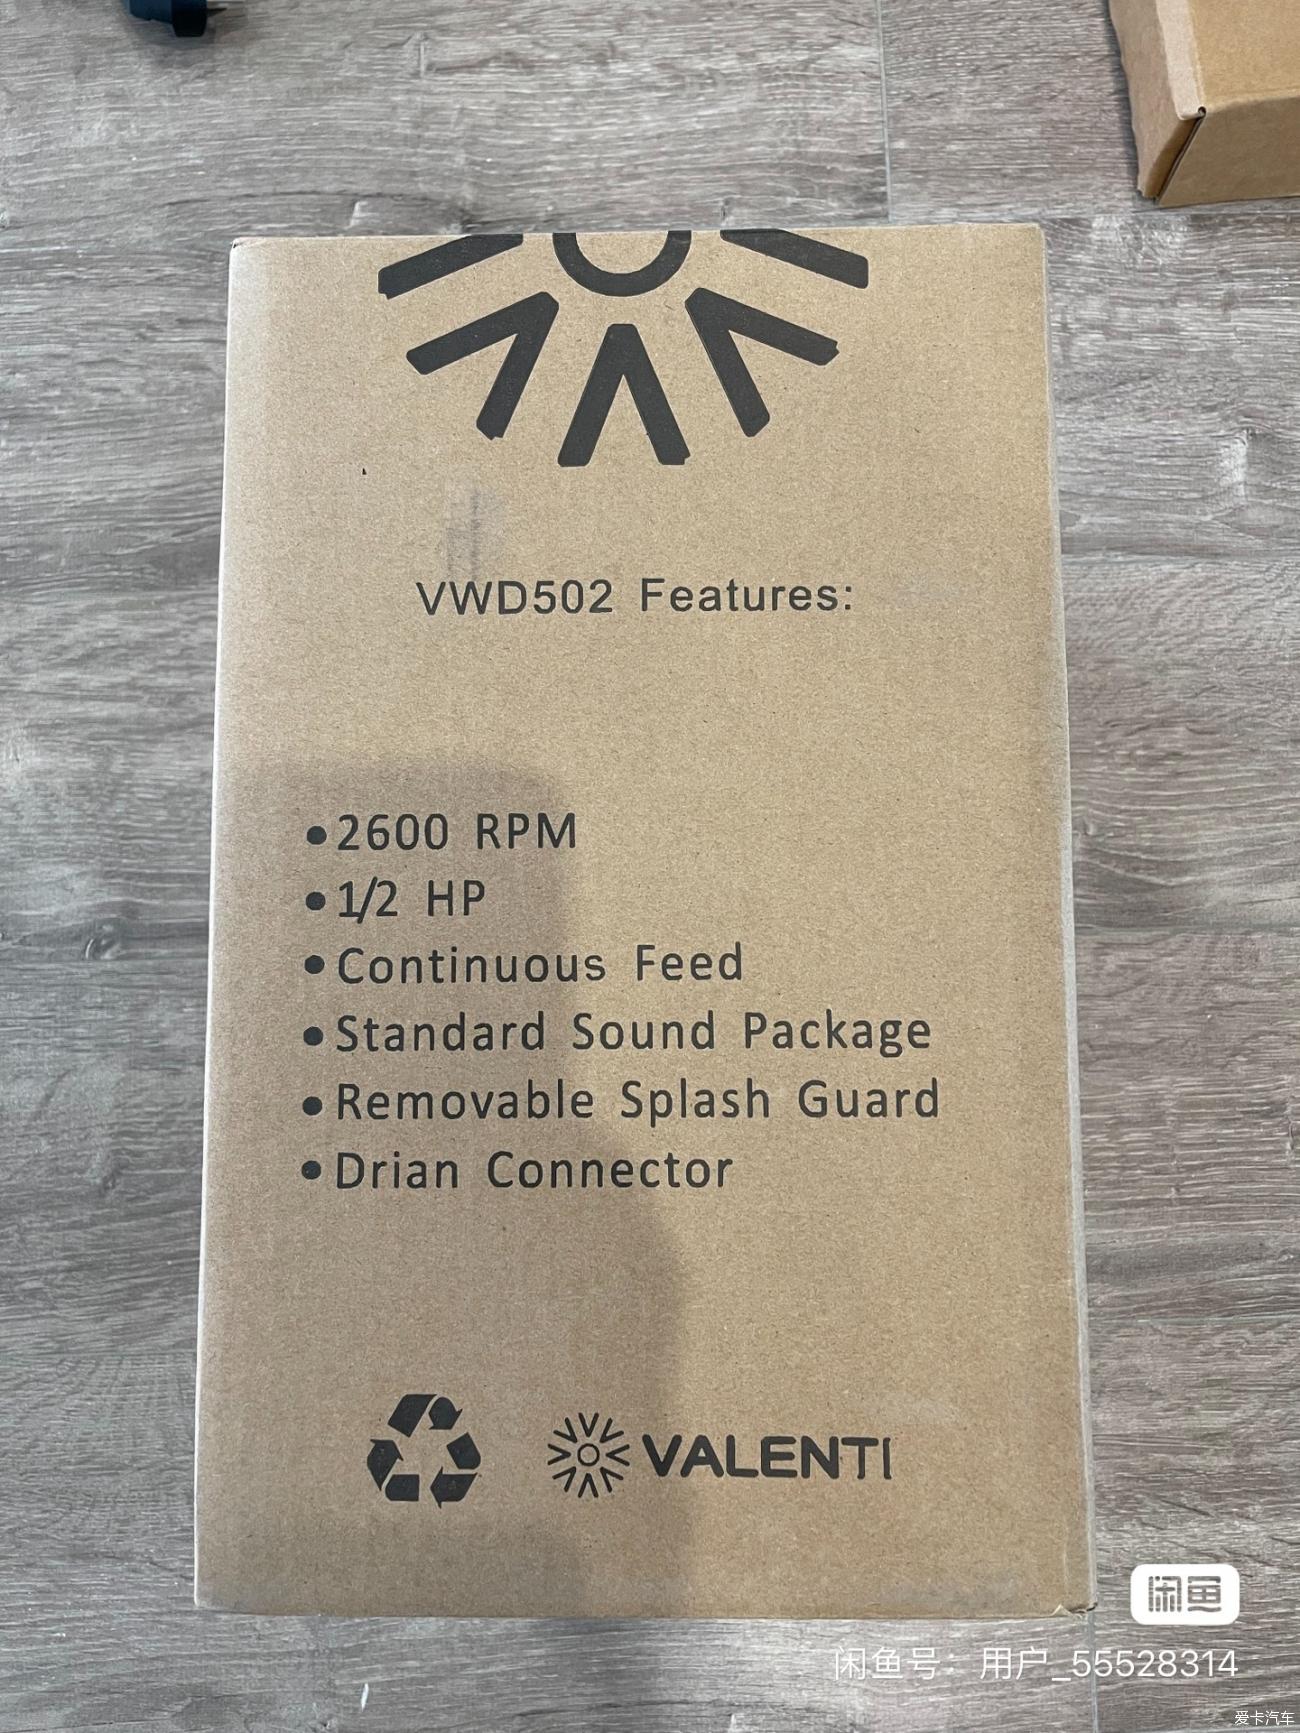 VWD502 Features:
•2600 RPM
•1/2 HP
•Continuous Feed
•Standard Sound Package
•Removable Splash Guard
•Drian Connector
VALENTI
闲鱼
闲鱼号：用户_55528314
爱卡汽车